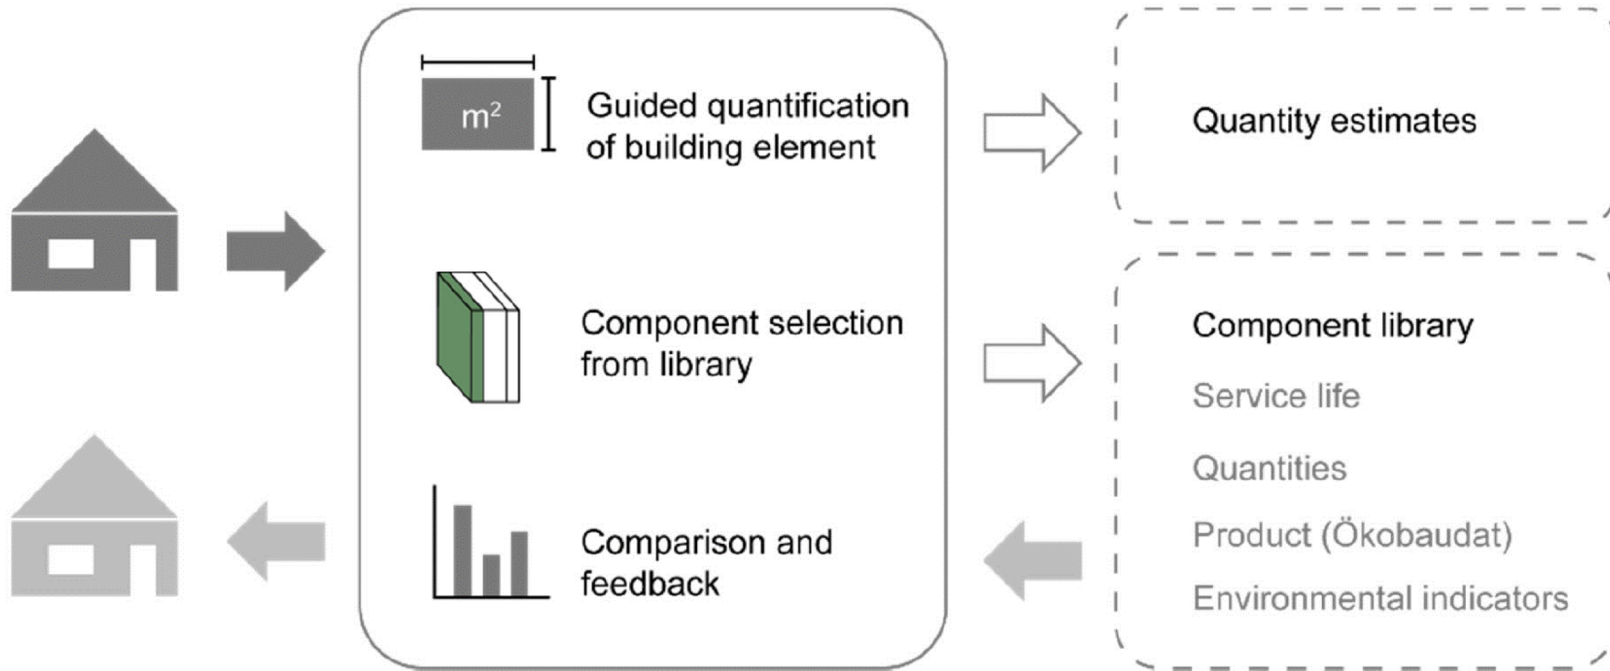 m²
Guided quantification
of building element
Quantity estimates
Component selection
from library
Component library
Service life
Quantities
Product (Ökobaudat)
Environmental indicators
Comparison and
feedback